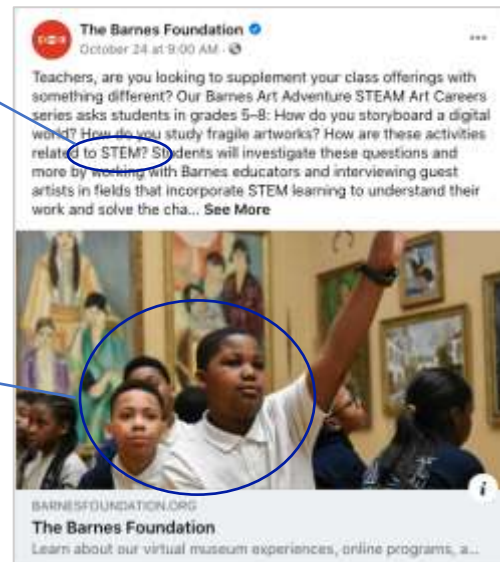 The Barnes Foundation
October 24 at 9:00 AM ·
Teachers, are you looking to supplement your class offerings with
something different? Our Barnes Art Adventure STEAM Art Careers
series asks students in grades 5–8: How do you storyboard a digital
world? How do you study fragile artworks? How are these activities
related to STEM? Students will investigate these questions and
more by working with Barnes educators and interviewing guest
artists in fields that incorporate STEM learning to understand their
work and solve the cha... See More
BARNESFOUNDATION.ORG
The Barnes Foundation
Learn about our virtual museum experiences, online programs, a...